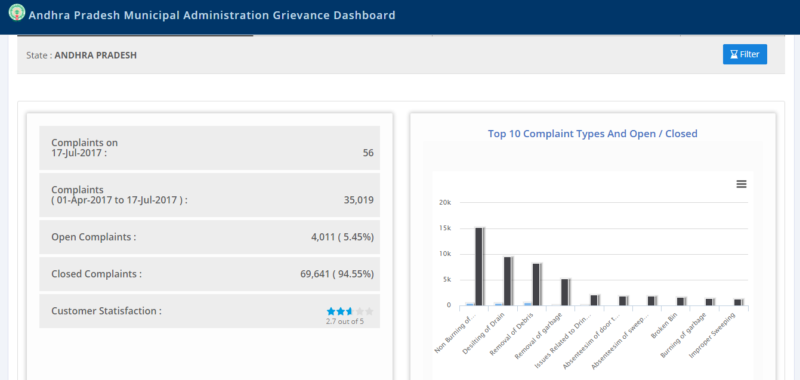 Andhra Pradesh Municipal Administration Grievance Dashboard
State : ANDHRA PRADESH
Filter
Complaints on
17-Jul-2017 :
56
Complaints
( 01-Apr-2017 to 17-Jul-2017 ) :
35,019
Open Complaints :
4,011 ( 5.45%)
Closed Complaints :
69,641 ( 94.55%)
Customer Statisfaction :
2.7 out of 5
Top 10 Complaint Types And Open / Closed
20k
15k
10k
5k
0
Non Burning of...
Desilting of Drain
Removal of Debris
Removal of garbage
Issues Related to Drin...
Absenteesim of door t...
Absenteesim of sweep...
Broken Bin
Burning of garbage
Improper Sweeping